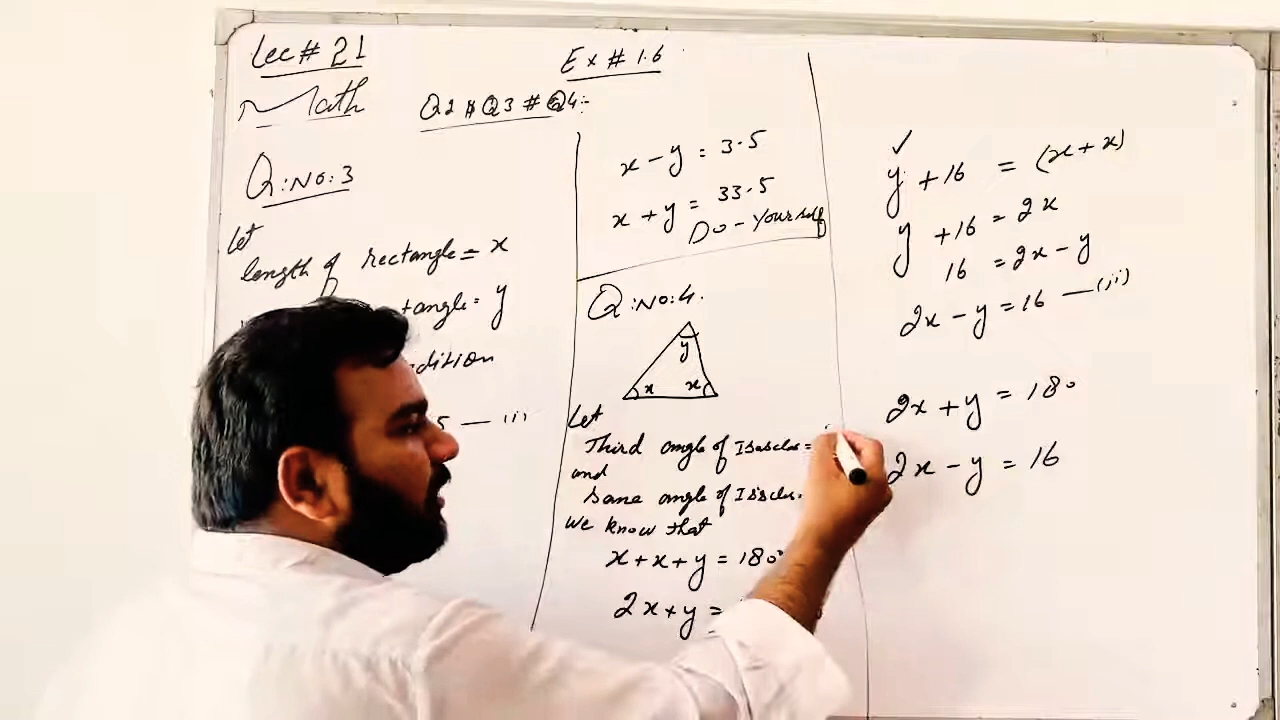 Lec# 21
Ex # 1.6
Math
Q2 # Q3 # Q4:-
Q:No:3
Let
length of rectangle = x
tangle = y
dition
5 — (i)
x - y = 3.5
x + y = 33.5
Do - Yourself
Q:No:4.
y
x x
Let
Third angle of Isosceles =
and
Same angle of
we know that
x + x + y = 180°
2x + y =
✓
y + 16 = (x + x)
y + 16 = 2x
16 = 2x - y
2x - y = 16 — (ii)
2x + y = 180
2x - y = 16